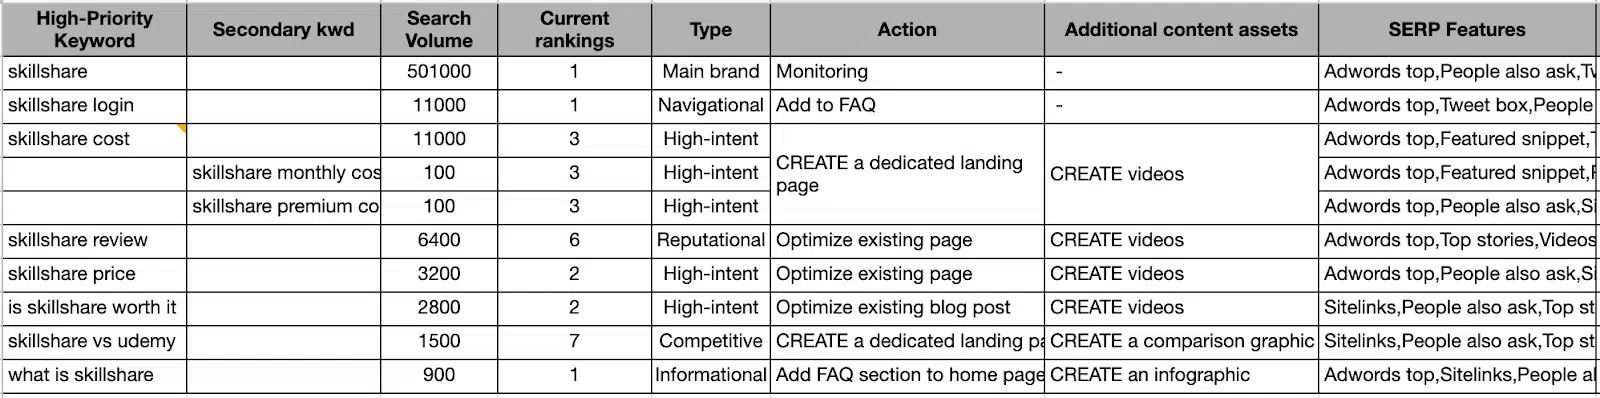 High-Priority Keyword Secondary kwd Search Volume Current rankings Type Action Additional content assets SERP Features
skillshare 501000 1 Main brand Monitoring - Adwords top,People also ask,Tw
skillshare login 11000 1 Navigational Add to FAQ - Adwords top,Tweet box,People
skillshare cost 11000 3 High-intent CREATE a dedicated landing page CREATE videos Adwords top,Featured snippet,
skillshare monthly cos 100 3 High-intent Adwords top,Featured snippet,
skillshare premium co 100 3 High-intent Adwords top,People also ask,Si
skillshare review 6400 6 Reputational Optimize existing page CREATE videos Adwords top,Top stories,Videos
skillshare price 3200 2 High-intent Optimize existing page CREATE videos Adwords top,People also ask,Si
is skillshare worth it 2800 2 High-intent Optimize existing blog post CREATE videos Sitelinks,People also ask,Top st
skillshare vs udemy 1500 7 Competitive CREATE a dedicated landing pa CREATE a comparison graphic Sitelinks,People also ask,Top st
what is skillshare 900 1 Informational Add FAQ section to home page CREATE an infographic Adwords top,Sitelinks,People al